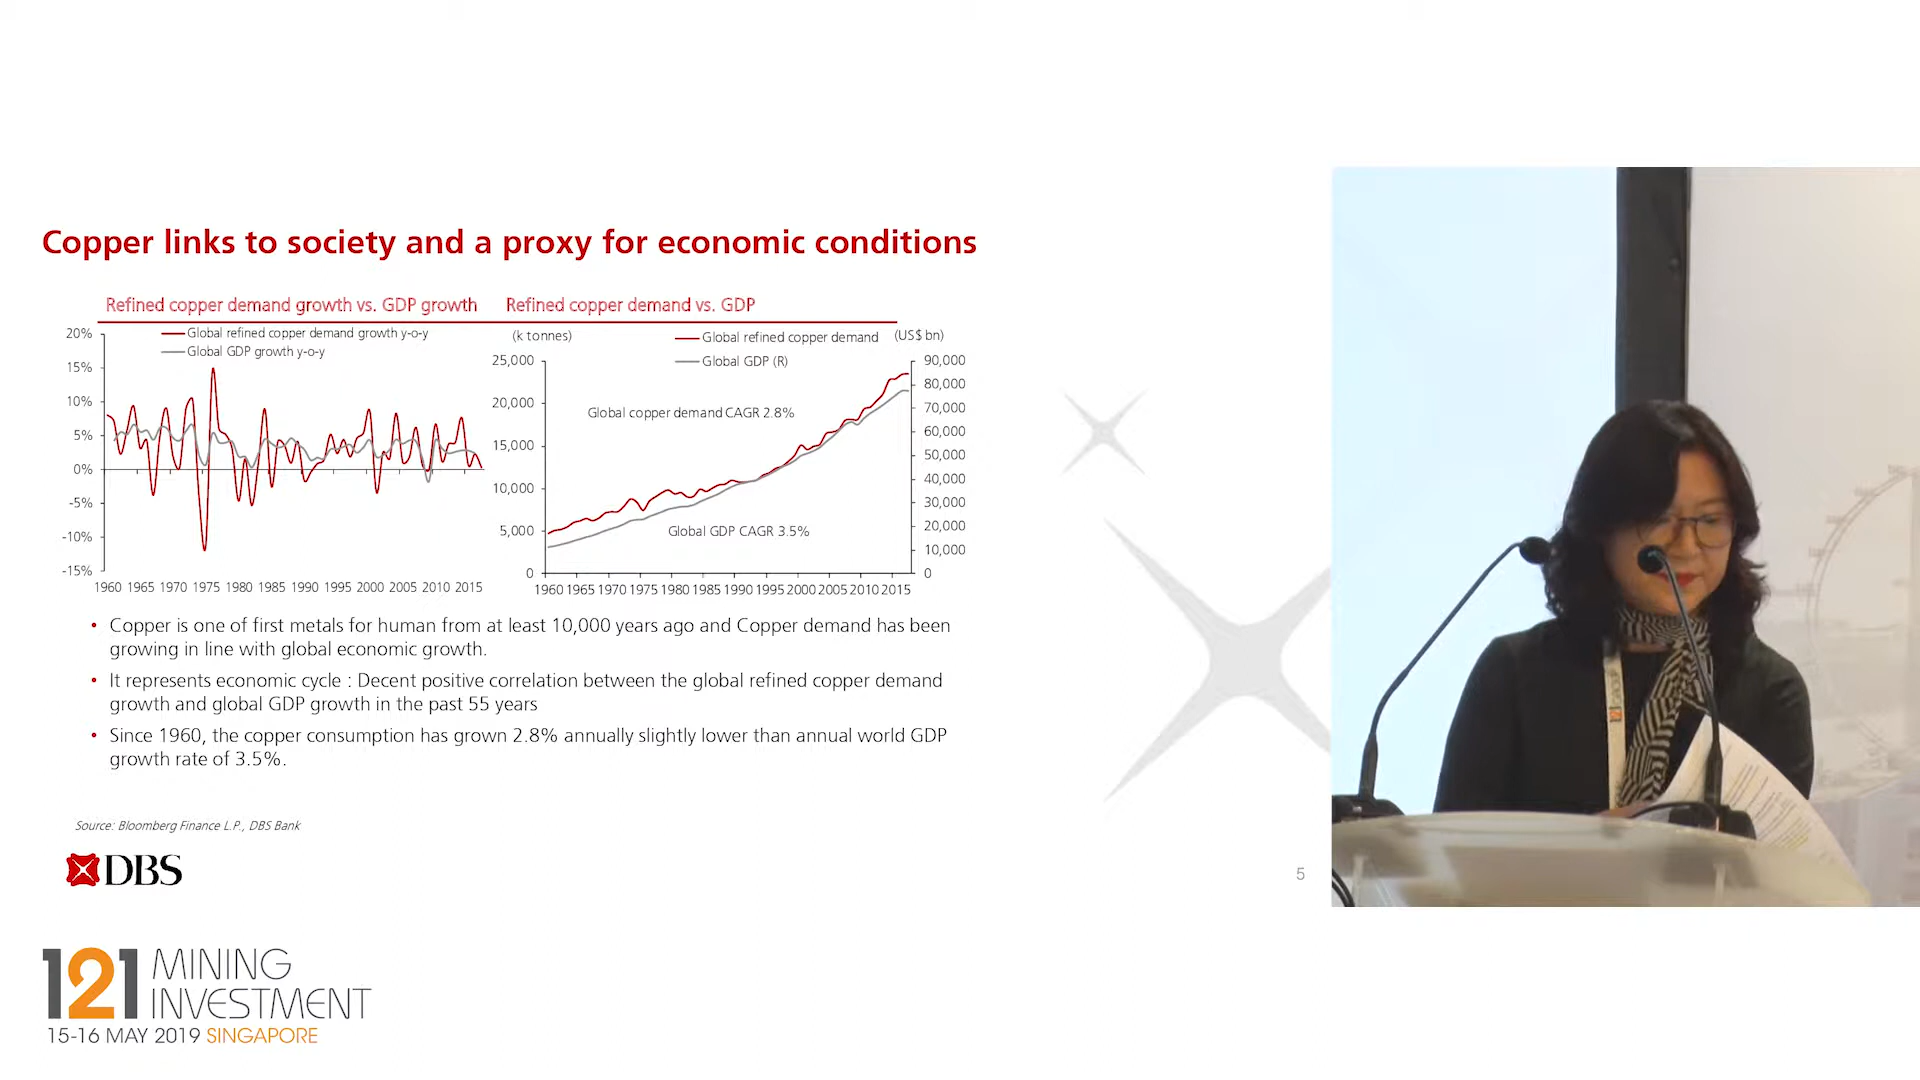 Copper links to society and a proxy for economic conditions
Refined copper demand growth vs. GDP growth
20%
15%
10%
5%
0%
-5%
-10%
-15%
Global refined copper demand growth y-o-y
Global GDP growth y-o-y
1960 1965 1970 1975 1980 1985 1990 1995 2000 2005 2010 2015
Refined copper demand vs. GDP
(k tonnes)
(US$ bn)
Global refined copper demand
Global GDP (R)
25,000
20,000
15,000
10,000
5,000
0
90,000
80,000
70,000
60,000
50,000
40,000
30,000
20,000
10,000
0
Global copper demand CAGR 2.8%
Global GDP CAGR 3.5%
1960 1965 1970 1975 1980 1985 1990 1995 2000 2005 2010 2015
• Copper is one of first metals for human from at least 10,000 years ago and Copper demand has been
growing in line with global economic growth.
• It represents economic cycle : Decent positive correlation between the global refined copper demand
growth and global GDP growth in the past 55 years
• Since 1960, the copper consumption has grown 2.8% annually slightly lower than annual world GDP
growth rate of 3.5%.
Source: Bloomberg Finance L.P., DBS Bank
DBS
5
121 MINING
INVESTMENT
15-16 MAY 2019 SINGAPORE
121